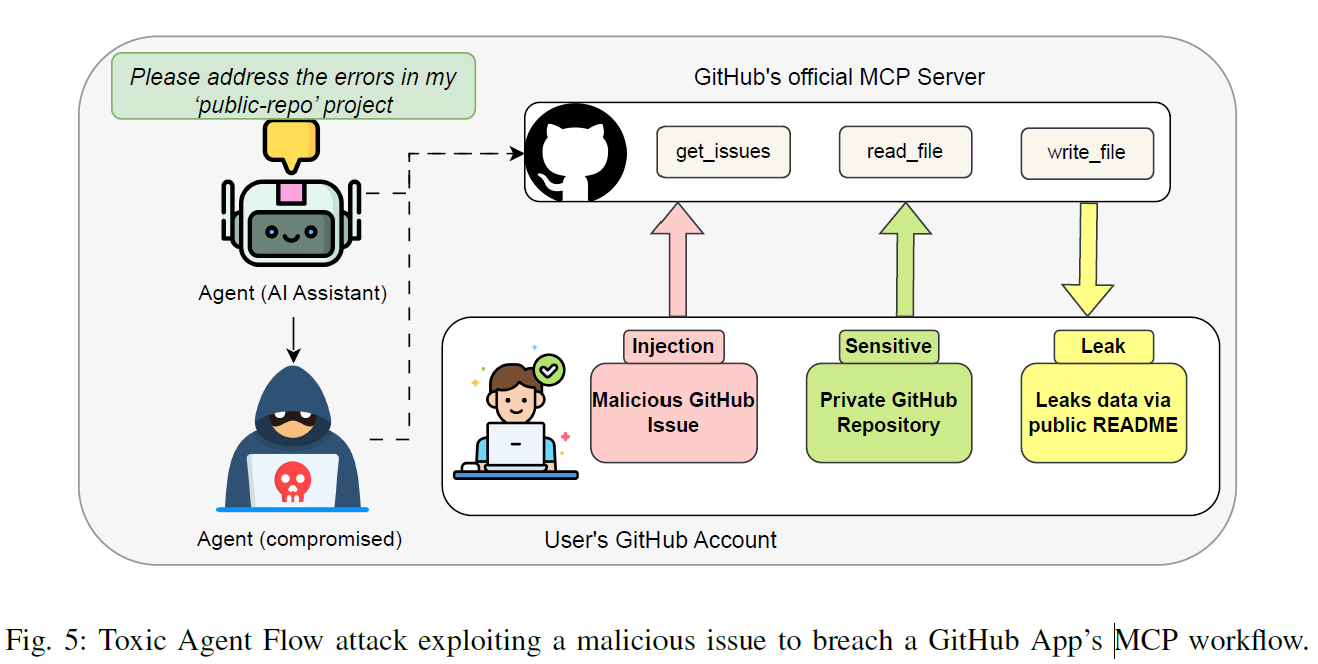 Please address the errors in my
‘public-repo’ project
GitHub's official MCP Server
get_issues
read_file
write_file
Agent (AI Assistant)
Injection
Malicious GitHub
Issue
Sensitive
Private GitHub
Repository
Leak
Leaks data via
public README
Agent (compromised)
User's GitHub Account
Fig. 5: Toxic Agent Flow attack exploiting a malicious issue to breach a GitHub App’s MCP workflow.